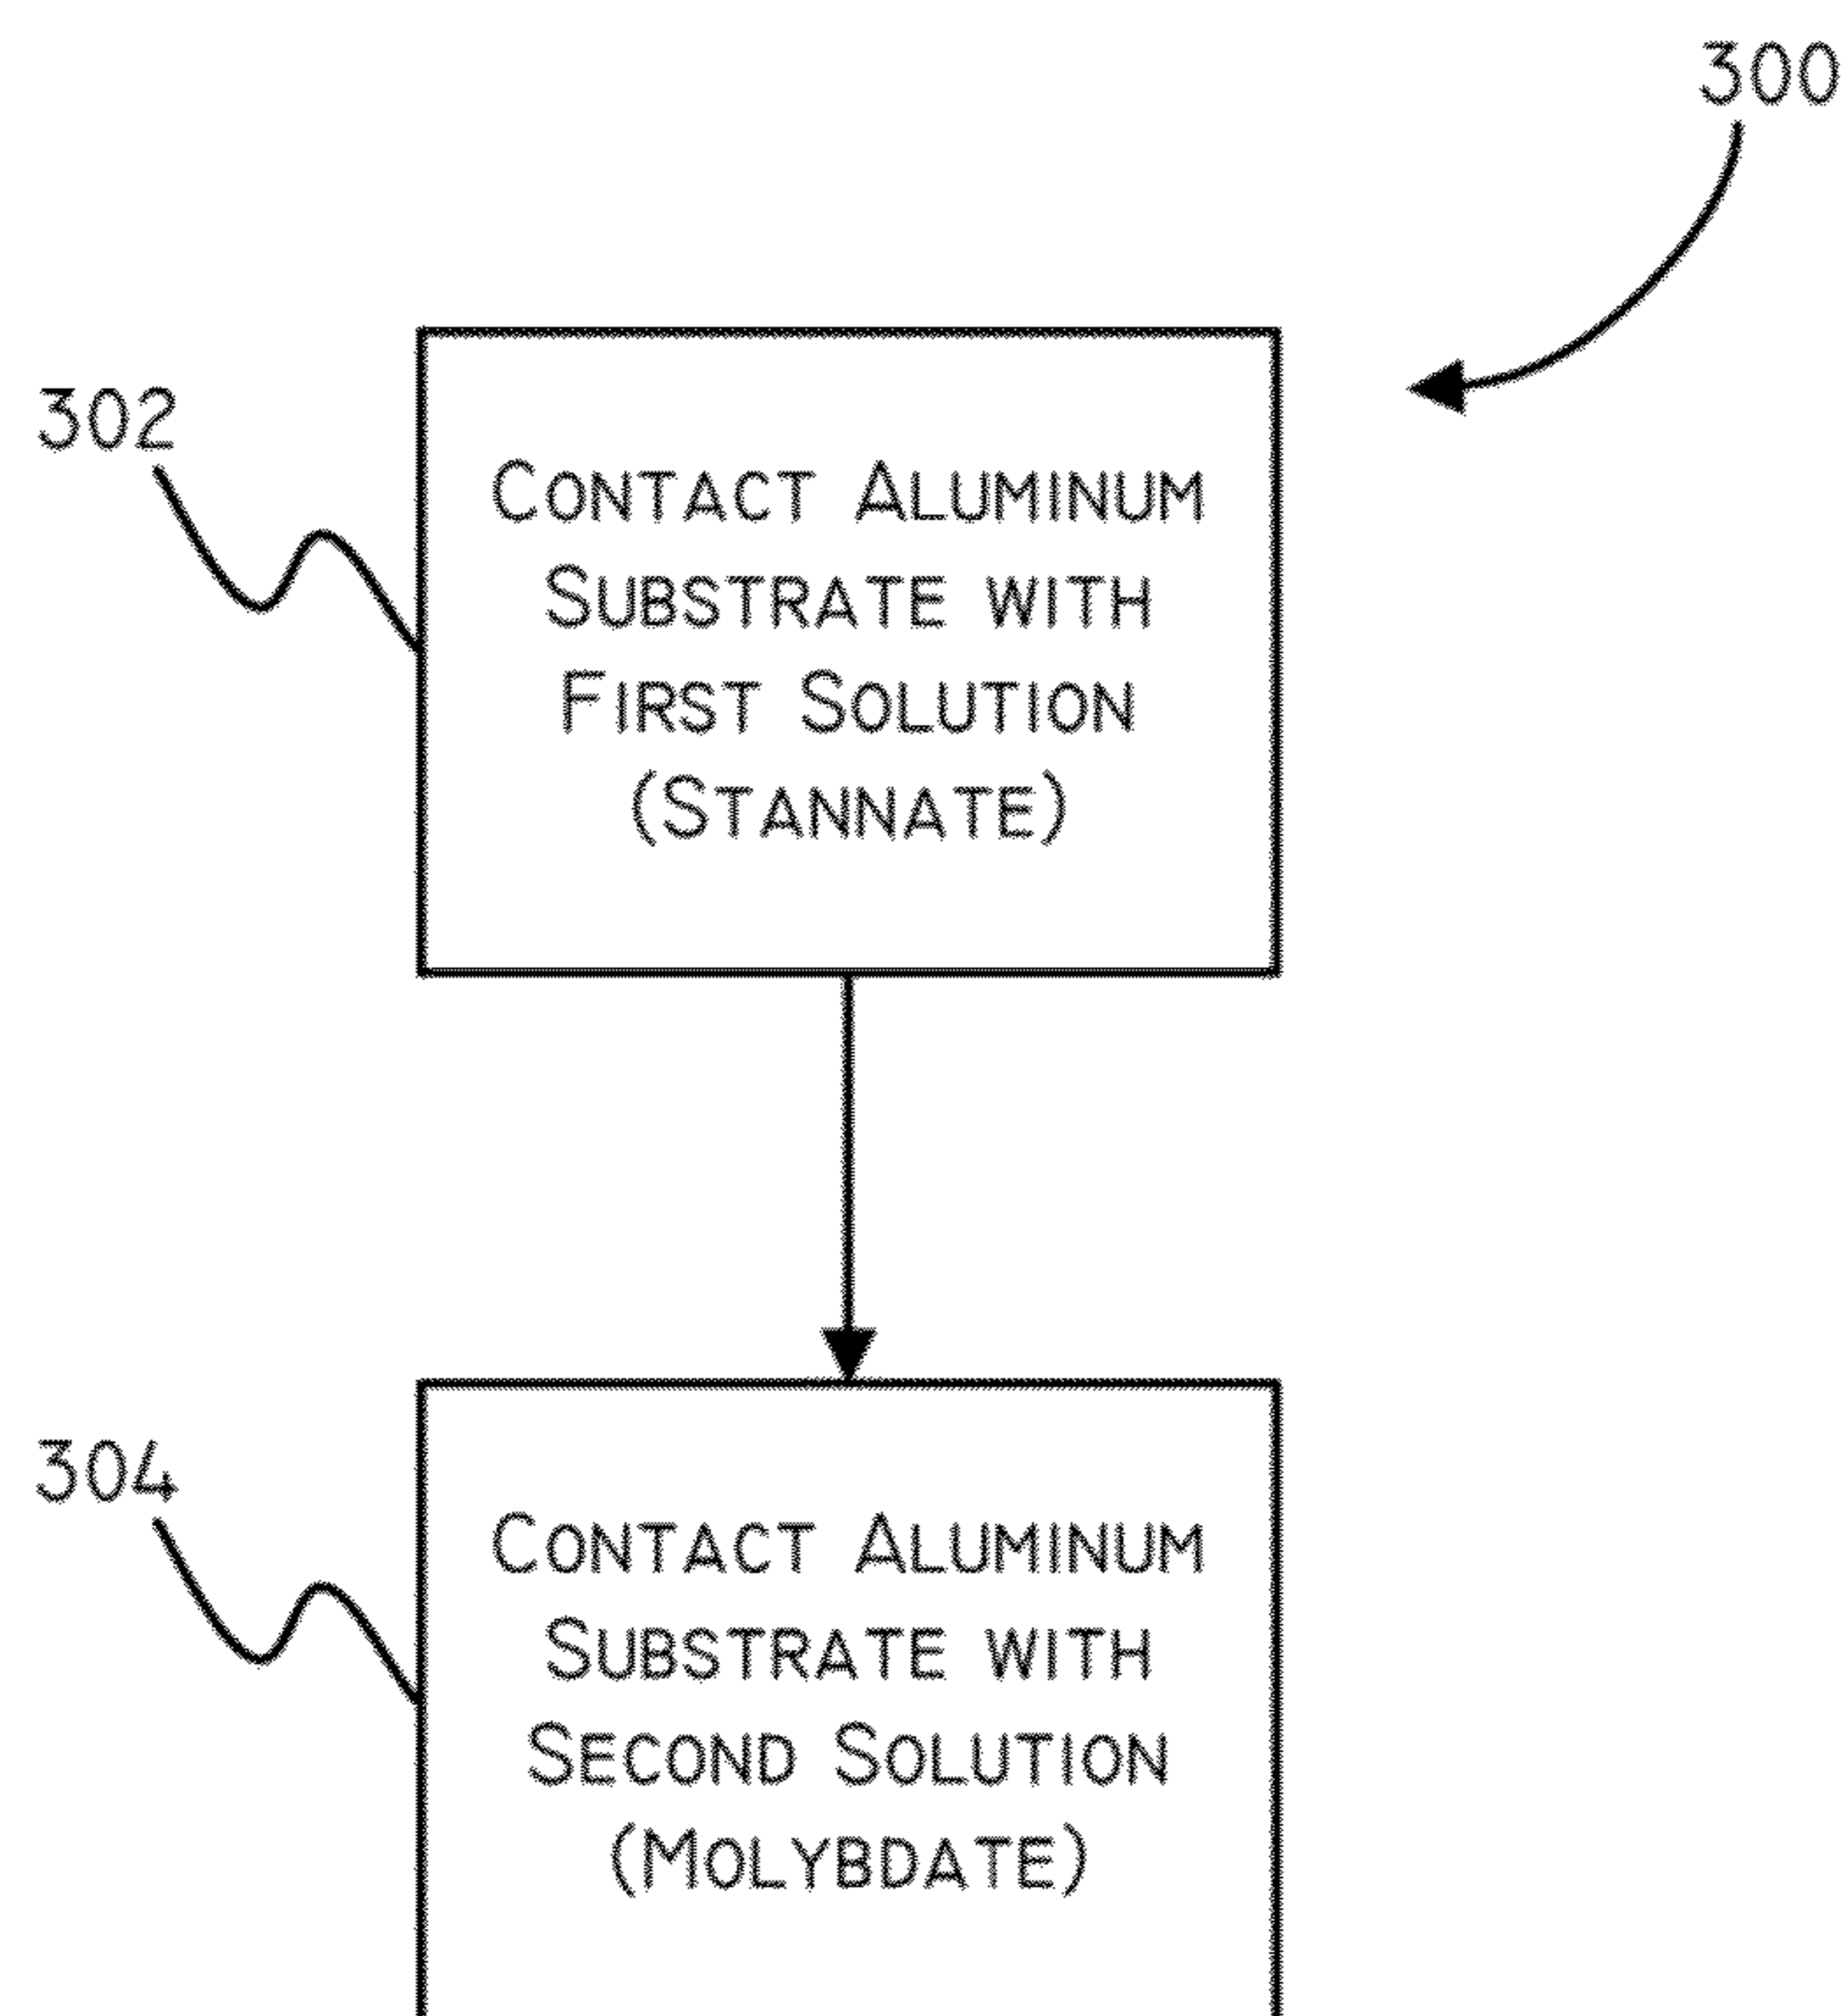 300
302
Contact Aluminum
Substrate with
First Solution
(Stannate)
304
Contact Aluminum
Substrate with
Second Solution
(Molybdate)